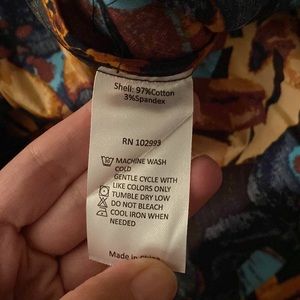 Shell: 97%Cotton
3%Spandex
RN 102999
MACHINE WASH
COLD
GENTLE CYCLE WITH
LIKE COLORS ONLY
TUMBLE DRY LOW
DO NOT BLEACH
COOL IRON WHEN
NEEDED
Made in China